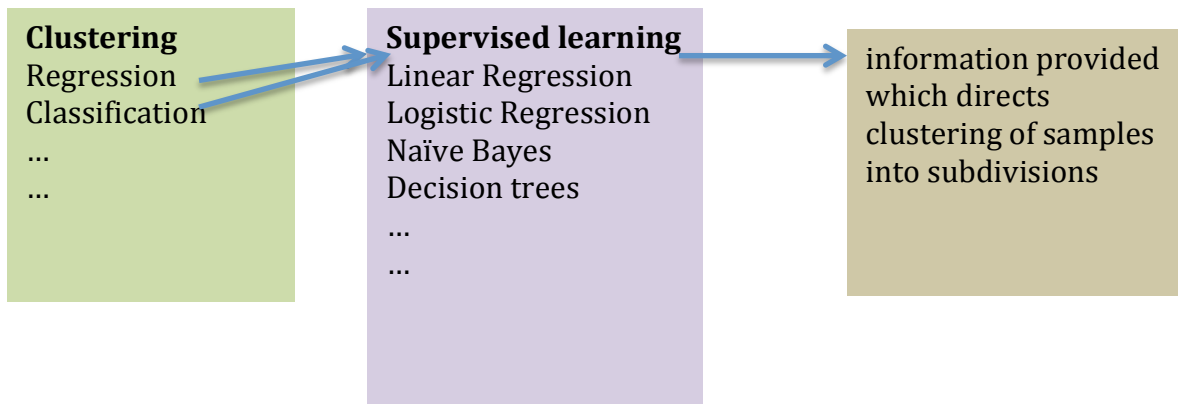 Clustering
Regression
Classification
…
…
Supervised learning
Linear Regression
Logistic Regression
Naïve Bayes
Decision trees
…
…
information provided
which directs
clustering of samples
into subdivisions